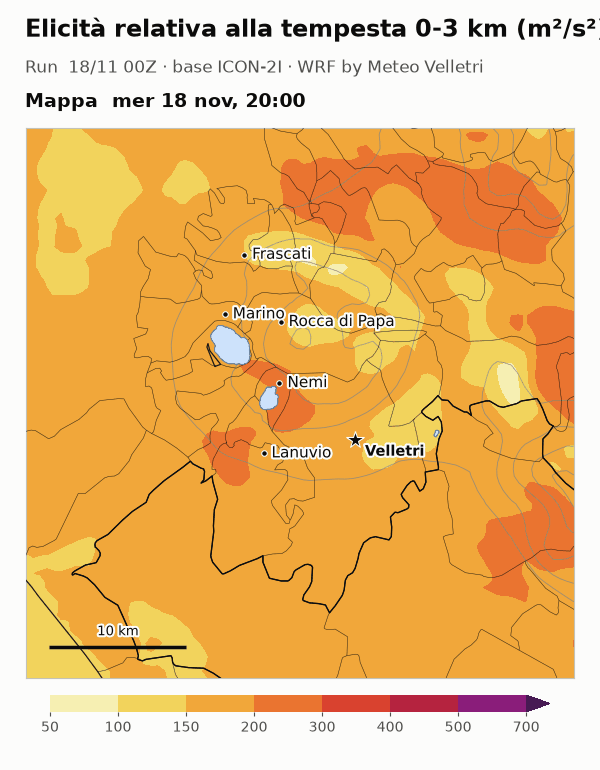 Elicità relativa alla tempesta 0-3 km (m²/s²)
Run  18/11 00Z · base ICON-2I · WRF by Meteo Velletri
Mappa  mer 18 nov, 20:00
Frascati
Marino
Rocca di Papa
Nemi
Velletri
Lanuvio
10 km
50 100 150 200 300 400 500 700